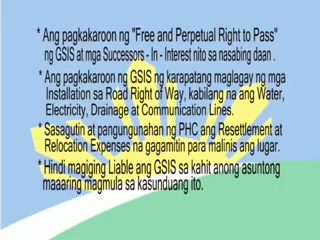 * Ang pagkakaroon ng "Free and Perpetual Right to Pass"
ng GSIS at mga Successors - In - Interest nito sa nasabing daan .
* Ang pagkakaroon ng GSIS ng karapatang maglagay ng mga
Installation sa Road Right of Way, kabilang na ang Water,
Electricity, Drainage at Communication Lines.
* Sasagutin at pangungunahan ng PHC ang Resettlement at
Relocation Expenses na gagamitin para malinis ang lugar.
* Hindi magiging Liable ang GSIS sa kahit anong asuntong
maaaring magmula sa kasunduang ito.